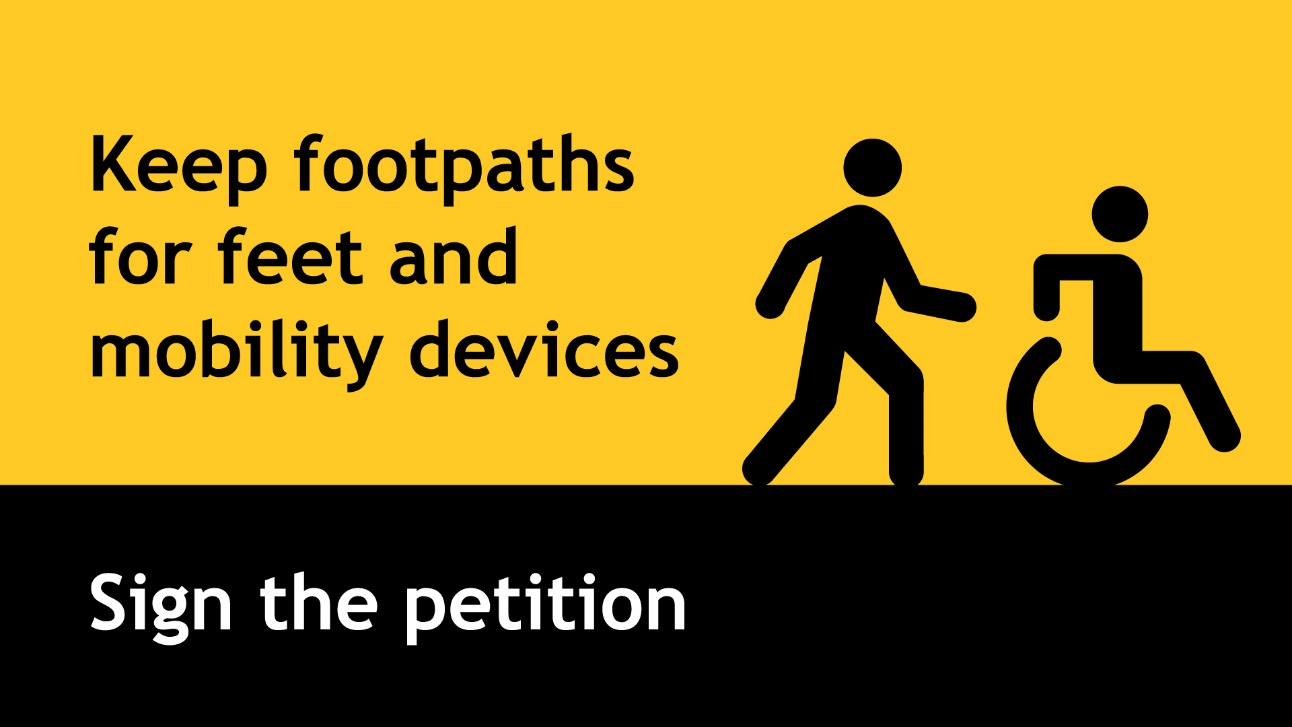 Keep footpaths
for feet and
mobility devices
Sign the petition